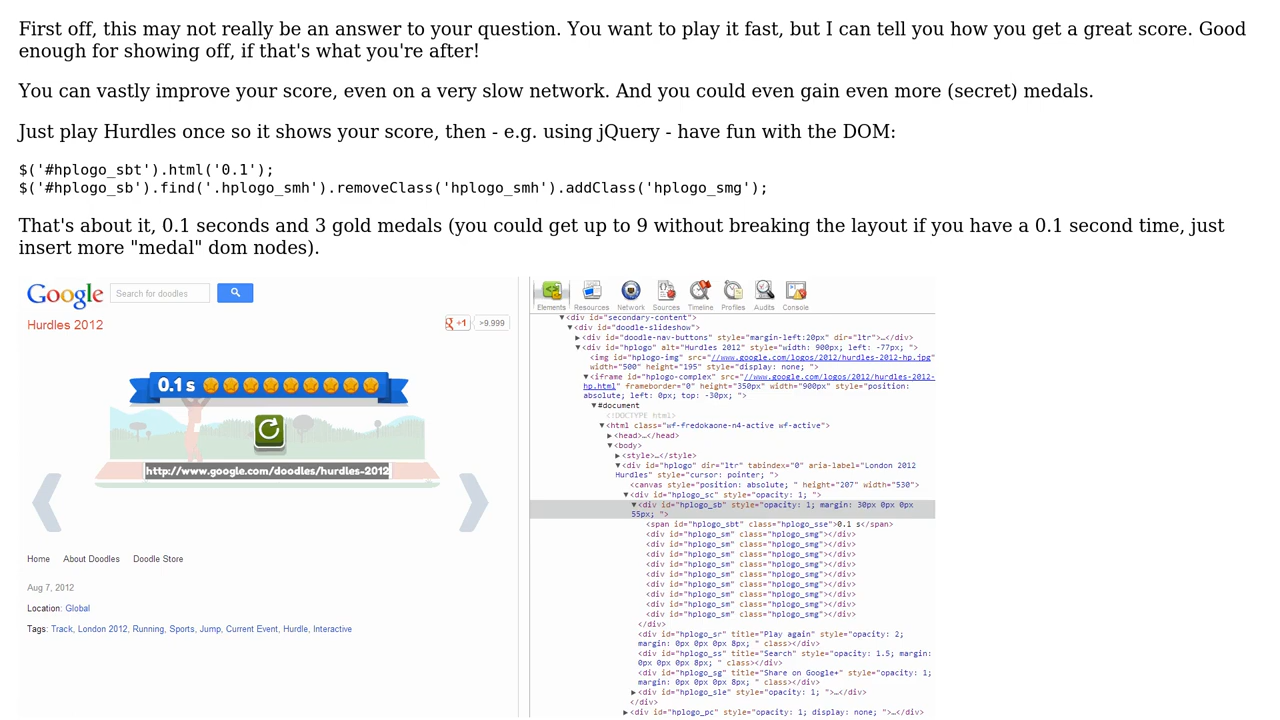 First off, this may not really be an answer to your question. You want to play it fast, but I can tell you how you get a great score. Good
enough for showing off, if that's what you're after!
You can vastly improve your score, even on a very slow network. And you could even gain even more (secret) medals.
Just play Hurdles once so it shows your score, then - e.g. using jQuery - have fun with the DOM:
$('#hplogo_sbt').html('0.1');
$('#hplogo_sb').find('.hplogo_smh').removeClass('hplogo_smh').addClass('hplogo_smg');
That's about it, 0.1 seconds and 3 gold medals (you could get up to 9 without breaking the layout if you have a 0.1 second time, just
insert more "medal" dom nodes).
Google Search for doodles
Hurdles 2012
+1 >9.999
0.1 s
http://www.google.com/doodles/hurdles-2012
Home About Doodles Doodle Store
Aug 7, 2012
Location: Global
Tags: Track, London 2012, Running, Sports, Jump, Current Event, Hurdle, Interactive
Elements Resources Network Sources Timeline Profiles Audits Console
▼<div id="secondary-content">
▼<div id="doodle-slideshow">
▶<div id="doodle-nav-buttons" style="margin-left:20px" dir="ltr">…</div>
▼<div id="hplogo" alt="Hurdles 2012" style="width: 900px; left: -77px; ">
<img id="hplogo-img" src="//www.google.com/logos/2012/hurdles-2012-hp.jpg"
width="500" height="195" style="display: none; ">
▼<iframe id="hplogo-complex" src="//www.google.com/logos/2012/hurdles-2012-
hp.html" frameborder="0" height="350px" width="900px" style="position:
absolute; left: 0px; top: -30px; ">
▼#document
<!DOCTYPE html>
▼<html class="wf-fredokaone-n4-active wf-active">
▶<head>…</head>
▼<body>
▶<style>…</style>
▼<div id="hplogo" dir="ltr" tabindex="0" aria-label="London 2012
Hurdles" style="cursor: pointer; ">
<canvas style="position: absolute; " height="207" width="530">
▼<div id="hplogo_sc" style="opacity: 1; ">
▼<div id="hplogo_sb" style="opacity: 1; margin: 30px 0px 0px
55px; ">
<span id="hplogo_sbt" class="hplogo_sse">0.1 s</span>
<div id="hplogo_sm" class="hplogo_smg"></div>
<div id="hplogo_sm" class="hplogo_smg"></div>
<div id="hplogo_sm" class="hplogo_smg"></div>
<div id="hplogo_sm" class="hplogo_smg"></div>
<div id="hplogo_sm" class="hplogo_smg"></div>
<div id="hplogo_sm" class="hplogo_smg"></div>
<div id="hplogo_sm" class="hplogo_smg"></div>
<div id="hplogo_sm" class="hplogo_smg"></div>
<div id="hplogo_sm" class="hplogo_smg"></div>
</div>
<div id="hplogo_sr" title="Play again" style="opacity: 2;
margin: 0px 0px 0px 8px; " class></div>
<div id="hplogo_ss" title="Search" style="opacity: 1.5; margin:
0px 0px 0px 8px; " class></div>
<div id="hplogo_sg" title="Share on Google+" style="opacity: 1;
margin: 0px 0px 0px 8px; " class></div>
▶<div id="hplogo_sle" style="opacity: 1; ">…</div>
</div>
▶<div id="hplogo_pc" style="opacity: 1; display: none; ">…</div>